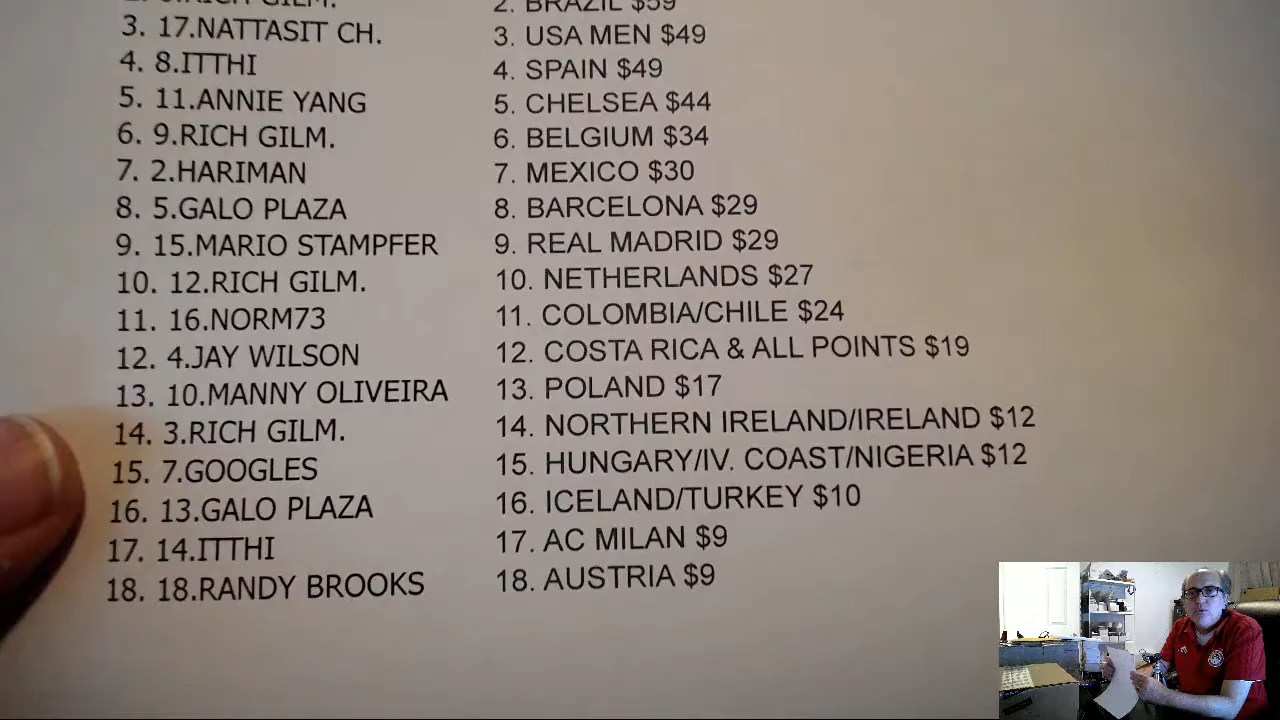 RICH GILM. 2. BRAZIL $59
3. 17.NATTASIT CH. 3. USA MEN $49
4. 8.ITTHI 4. SPAIN $49
5. 11.ANNIE YANG 5. CHELSEA $44
6. 9.RICH GILM. 6. BELGIUM $34
7. 2.HARIMAN 7. MEXICO $30
8. 5.GALO PLAZA 8. BARCELONA $29
9. 15.MARIO STAMPFER 9. REAL MADRID $29
10. 12.RICH GILM. 10. NETHERLANDS $27
11. 16.NORM73 11. COLOMBIA/CHILE $24
12. 4.JAY WILSON 12. COSTA RICA & ALL POINTS $19
13. 10.MANNY OLIVEIRA 13. POLAND $17
14. 3.RICH GILM. 14. NORTHERN IRELAND/IRELAND $12
15. 7.GOOGLES 15. HUNGARY/IV. COAST/NIGERIA $12
16. 13.GALO PLAZA 16. ICELAND/TURKEY $10
17. 14.ITTHI 17. AC MILAN $9
18. 18.RANDY BROOKS 18. AUSTRIA $9